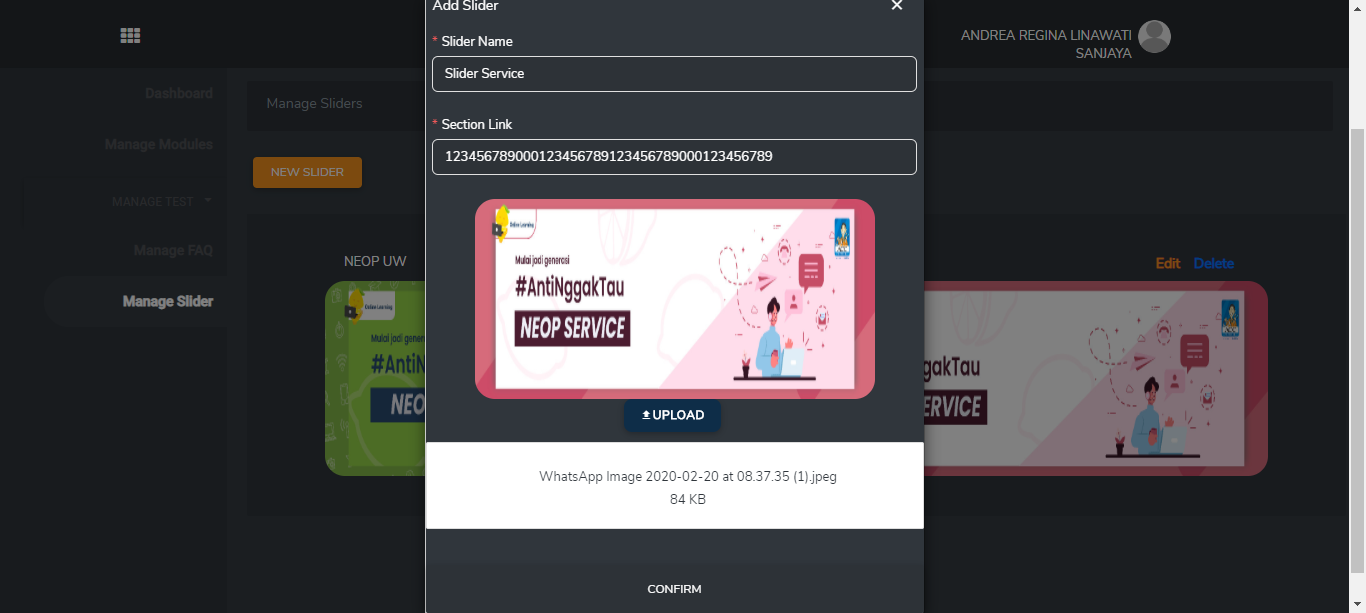 Add Slider
ANDREA REGINA LINAWATI
SANJAYA
* Slider Name
Slider Service
Dashboard
Manage Sliders
* Section Link
Manage Modules
123456789000123456789123456789000123456789
NEW SLIDER
MANAGE TEST
Online Learning
Manage FAQ
Mulai jadi generasi
#AntiNggakTau
NEOP SERVICE
NEOP UW
Edit Delete
Manage Slider
Online Learning
Mulai jadi gener
#AntiN
NEO
gakTau
ERVICE
UPLOAD
WhatsApp Image 2020-02-20 at 08.37.35 (1).jpeg
84 KB
CONFIRM